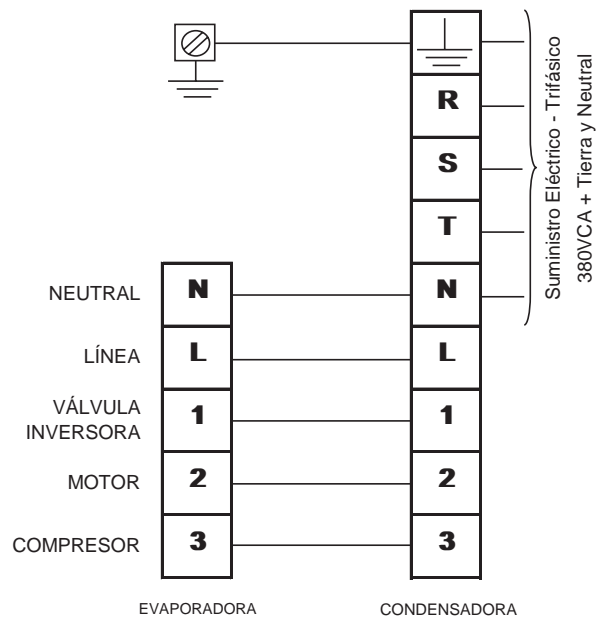 R
S
T
N
L
1
2
3
Suministro Eléctrico - Trifásico
380VCA + Tierra y Neutral
NEUTRAL
N
LÍNEA
L
VÁLVULA
INVERSORA
1
MOTOR
2
COMPRESOR
3
EVAPORADORA
CONDENSADORA